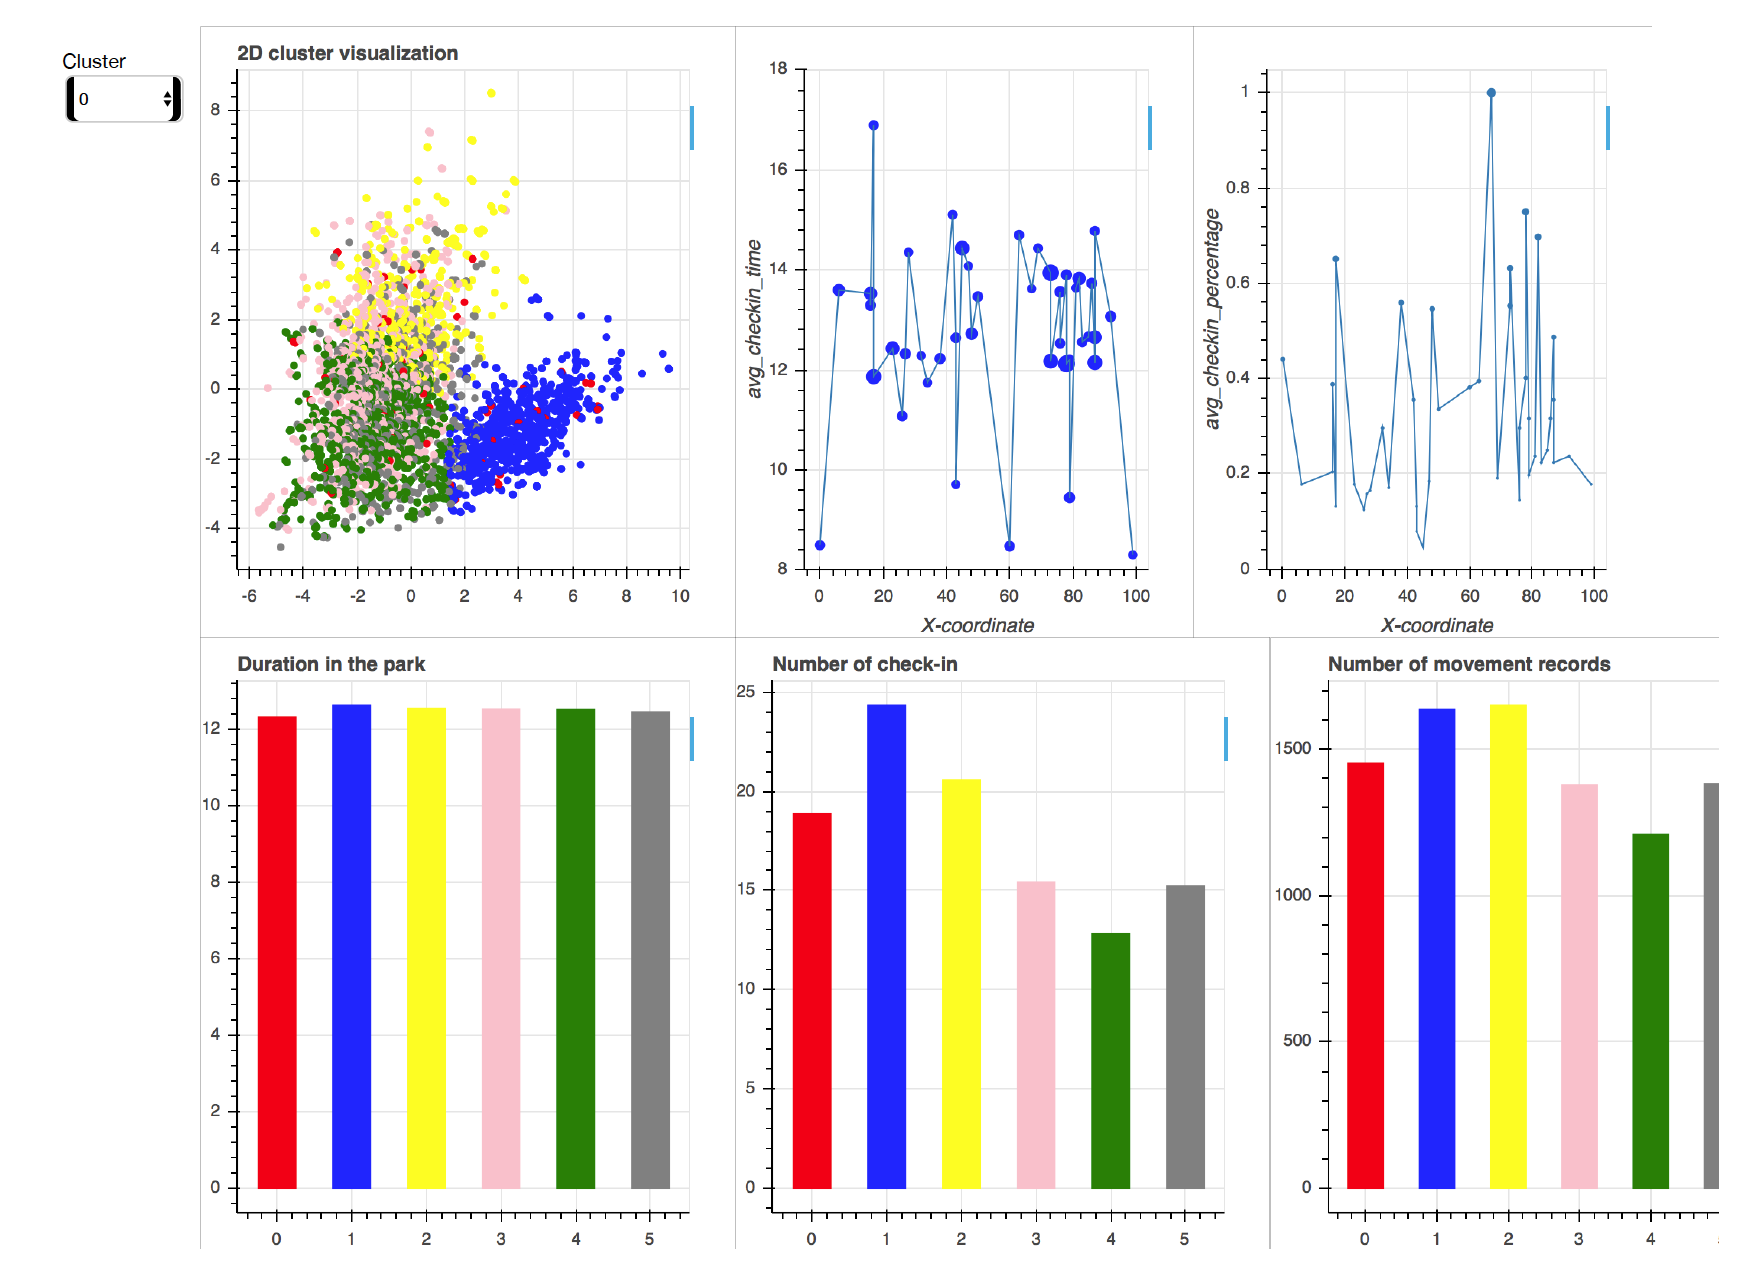 Cluster
0
2D cluster visualization
8
6
4
2
0
-2
-4
-6 -4 -2 0 2 4 6 8 10
avg_checkin_time
18
16
14
12
10
8
0 20 40 60 80 100
X-coordinate
avg_checkin_percentage
1
0.8
0.6
0.4
0.2
0
0 20 40 60 80 100
X-coordinate
Duration in the park
12
10
8
6
4
2
0
0 1 2 3 4 5
Number of check-in
25
20
15
10
5
0
0 1 2 3 4 5
Number of movement records
1500
1000
500
0
0 1 2 3 4